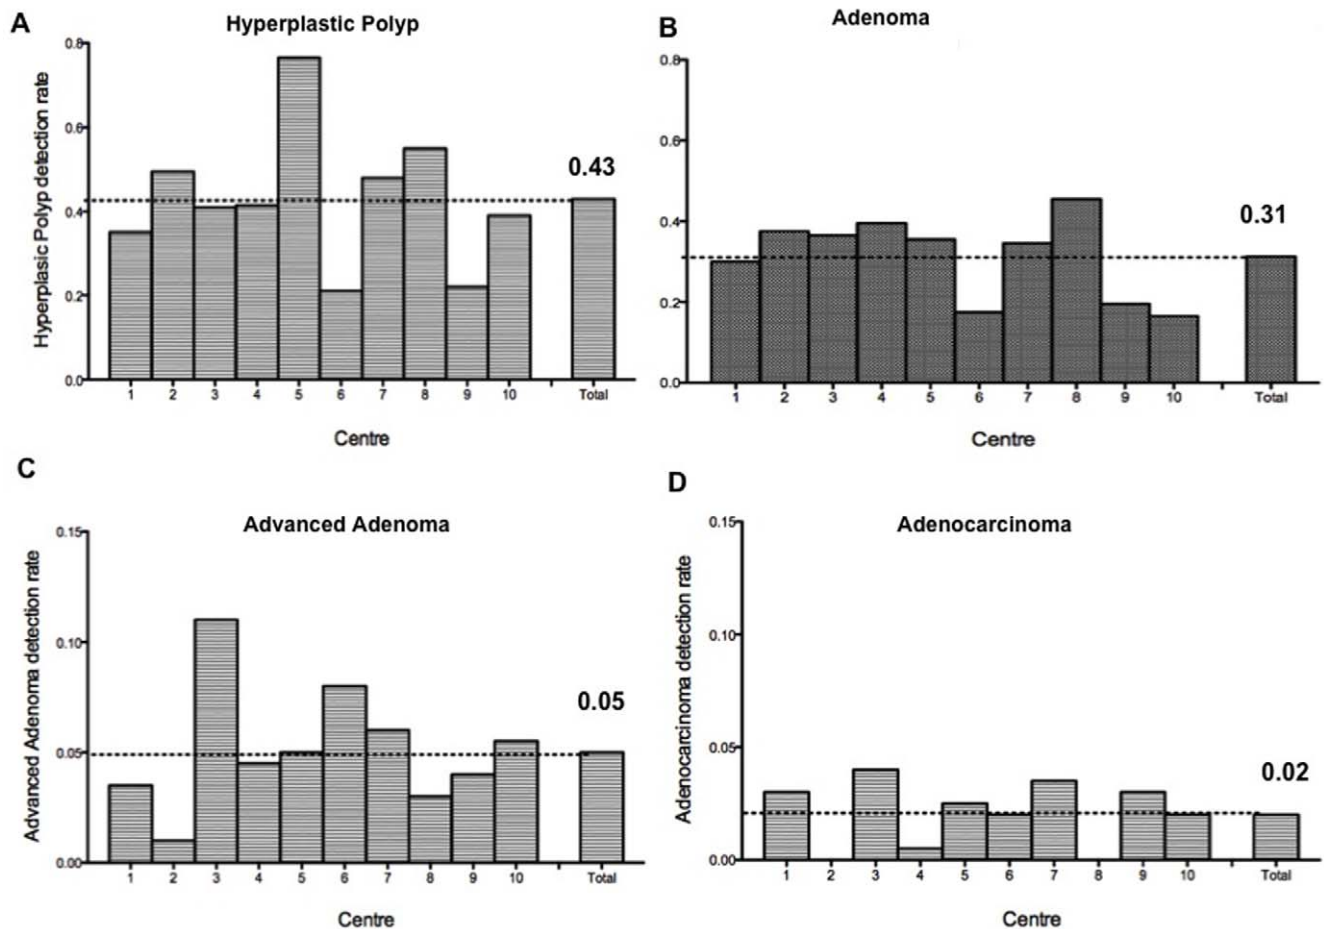 A
Hyperplastic Polyp
Hyperplasic Polyp detection rate
0.8
0.6
0.4
0.2
0.0
0.43
1 2 3 4 5 6 7 8 9 10 Total
Centre
B
Adenoma
0.8
0.6
0.4
0.2
0.0
0.31
1 2 3 4 5 6 7 8 9 10 Total
Centre
C
Advanced Adenoma
Advanced Adenoma detection rate
0.15
0.10
0.05
0.00
0.05
1 2 3 4 5 6 7 8 9 10 Total
Centre
D
Adenocarcinoma
Adenocarcinoma detection rate
0.15
0.10
0.05
0.00
0.02
1 2 3 4 5 6 7 8 9 10 Total
Centre